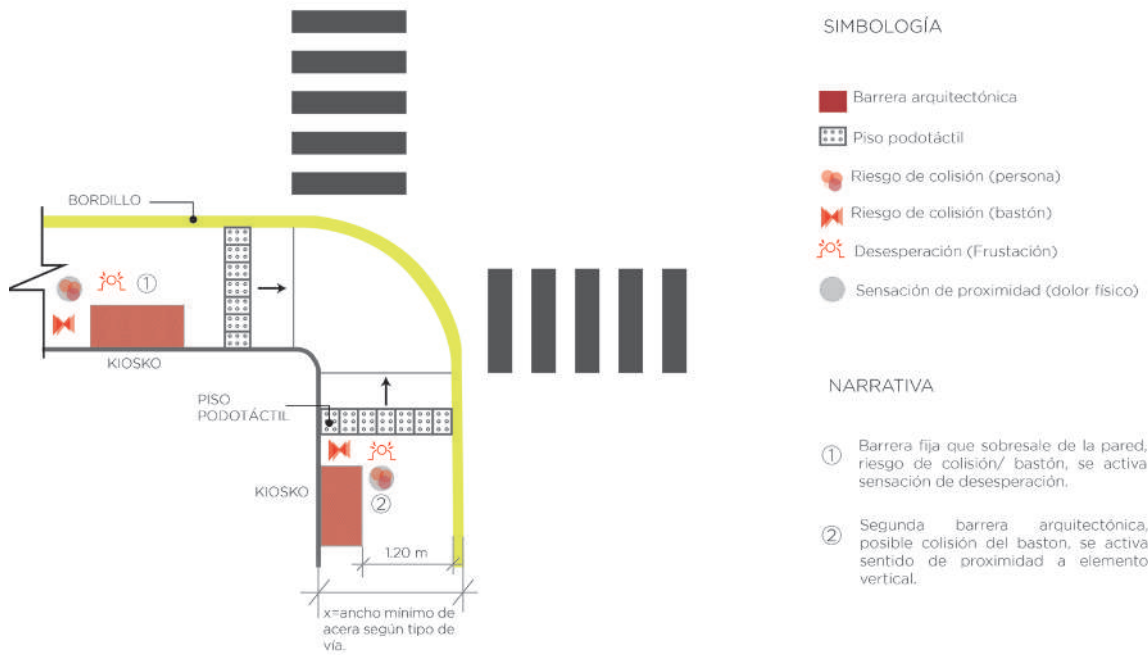 BORDILLO
1
KIOSKO
PISO
PODOTÁCTIL
KIOSKO
2
1.20 m
x=ancho mínimo de
acera según tipo de
vía.
SIMBOLOGÍA
Barrera arquitectónica
Piso podotáctil
Riesgo de colisión (persona)
Riesgo de colisión (bastón)
Desesperación (Frustación)
Sensación de proximidad (dolor físico)
NARRATIVA
1 Barrera fija que sobresale de la pared,
riesgo de colisión/ bastón, se activa
sensación de desesperación.
2 Segunda barrera arquitectónica,
posible colisión del baston, se activa
sentido de proximidad a elemento
vertical.